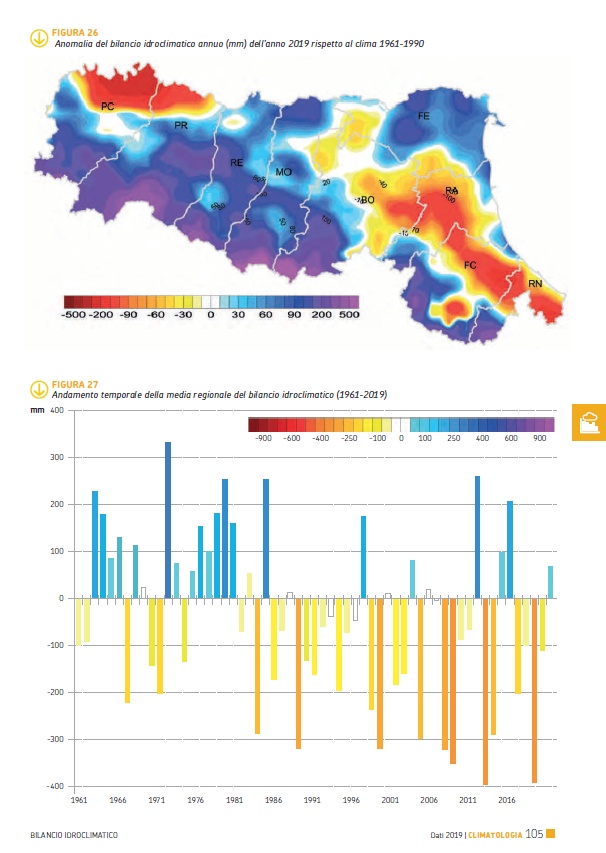 FIGURA 26
Anomalia del bilancio idroclimatico annuo (mm) dell'anno 2019 rispetto al clima 1961-1990
PC
PR
RE
MO
BO
FE
RA
FC
RN
20
-40
-100
-70
-500 -200 -90 -60 -30 0 30 60 90 200 500
FIGURA 27
Andamento temporale della media regionale del bilancio idroclimatico (1961-2019)
mm
400
-900 -600 -400 -250 -100 0 100 250 400 600 900
300
200
100
0
-100
-200
-300
-400
1961 1966 1971 1976 1981 1986 1991 1996 2001 2006 2011 2016
BILANCIO IDROCLIMATICO
Dati 2019 | CLIMATOLOGIA 105